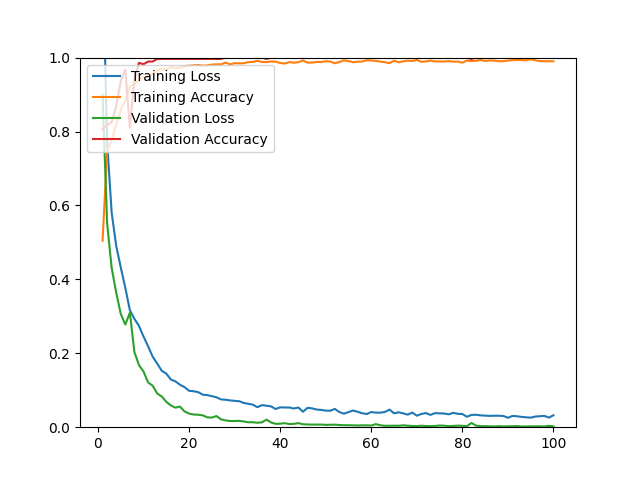 1.0
0.8
0.6
0.4
0.2
0.0
Training Loss
Training Accuracy
Validation Loss
Validation Accuracy
0 20 40 60 80 100